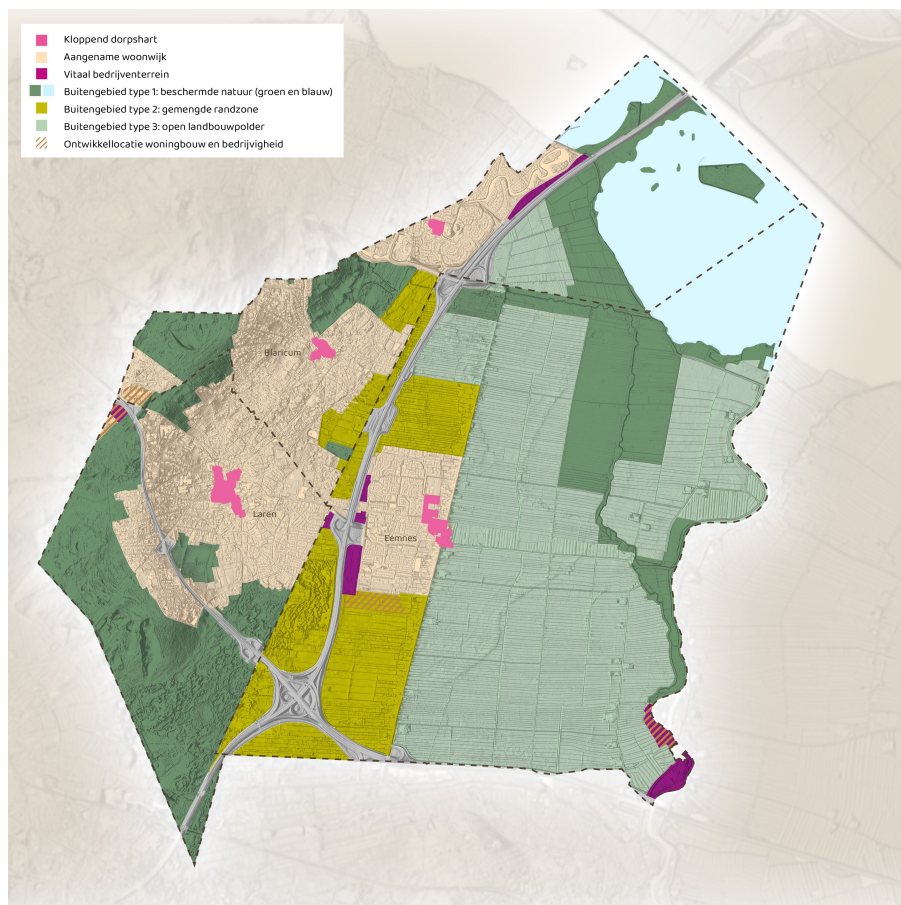 Kloppend dorpshart
Aangename woonwijk
Vitaal bedrijventerrein
Buitengebied type 1: beschermde natuur (groen en blauw)
Buitengebied type 2: gemengde randzone
Buitengebied type 3: open landbouwpolder
Ontwikkellocatie woningbouw en bedrijvigheid
Blaricum
Laren
Eemnes